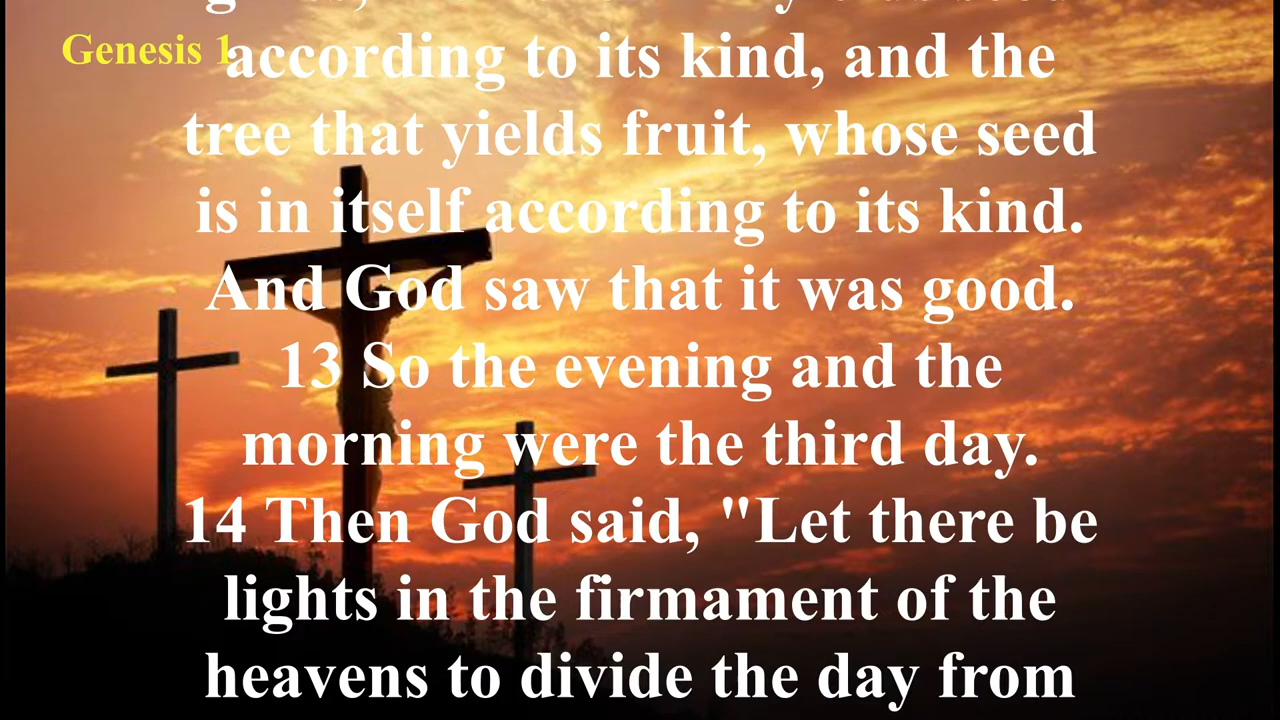 Genesis 1
according to its kind, and the
tree that yields fruit, whose seed
is in itself according to its kind.
And God saw that it was good.
13 So the evening and the
morning were the third day.
14 Then God said, "Let there be
lights in the firmament of the
heavens to divide the day from